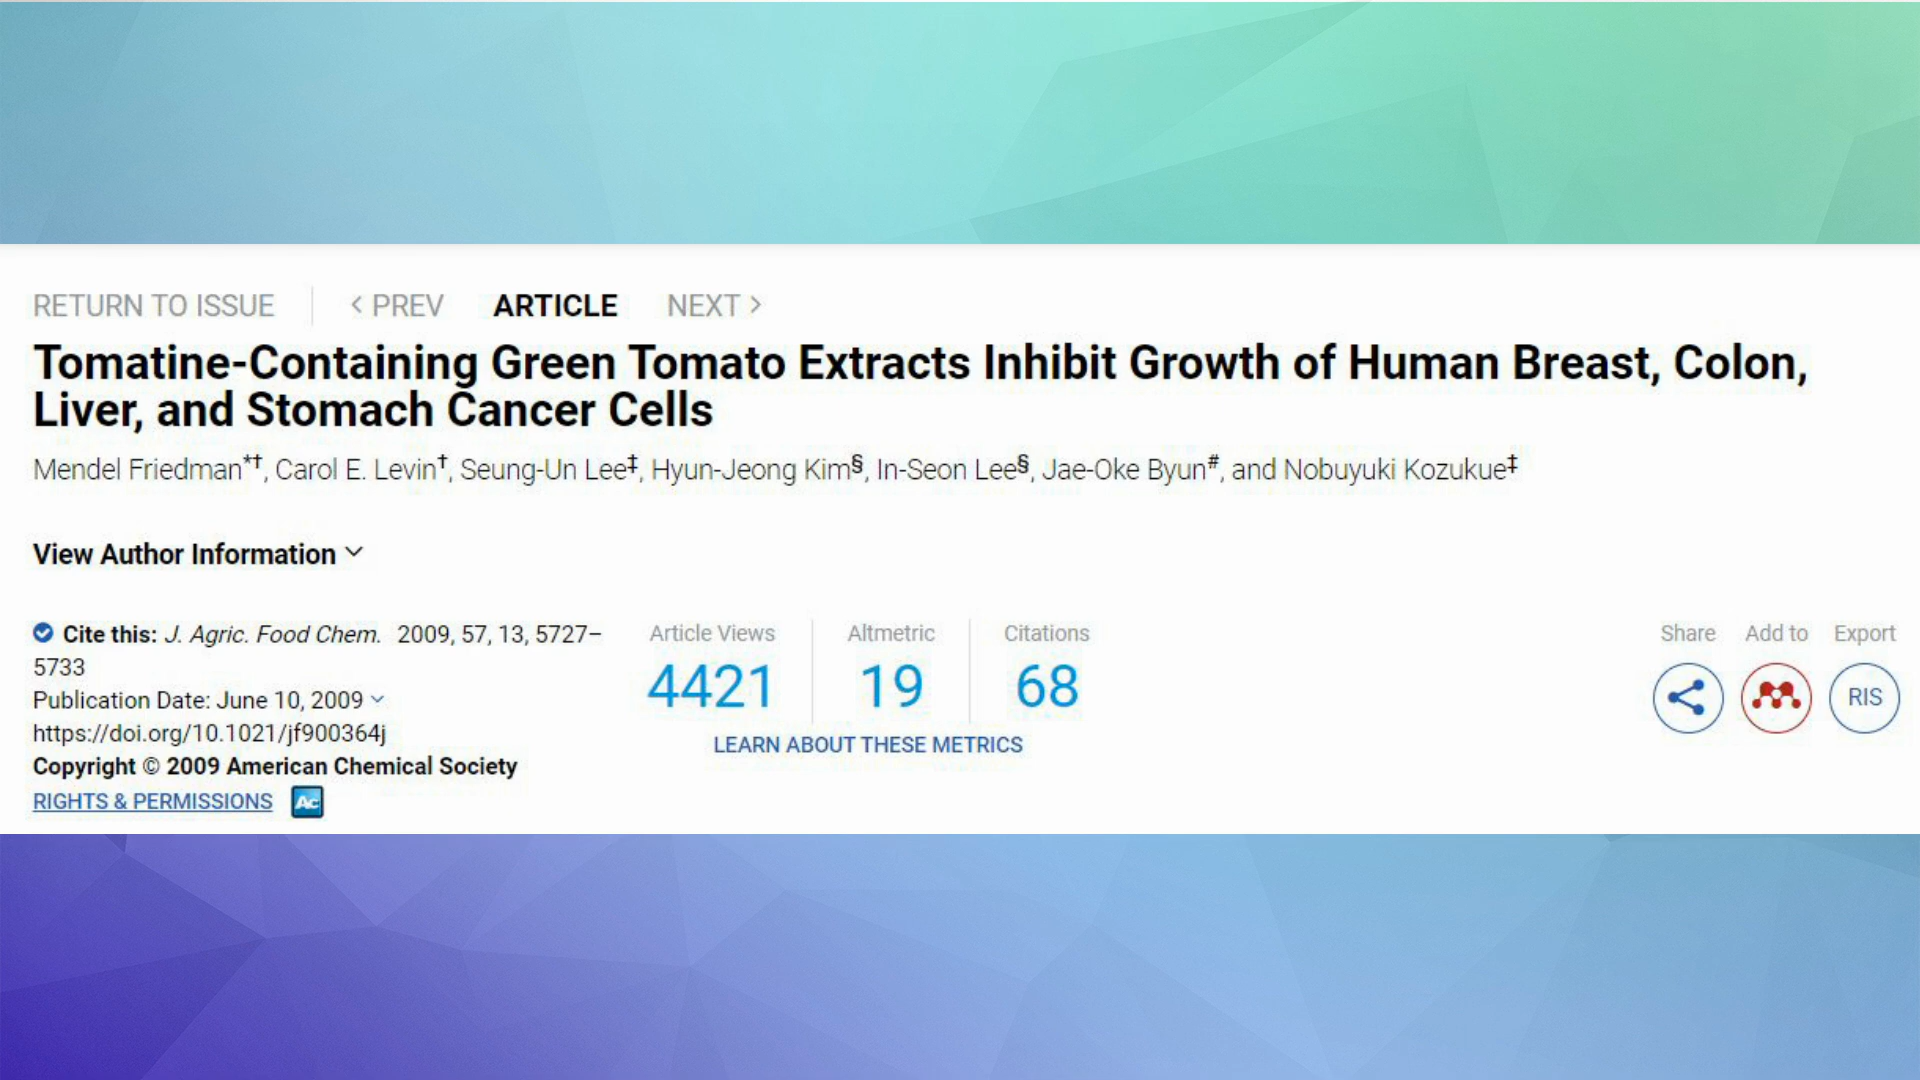 RETURN TO ISSUE < PREV ARTICLE NEXT >
Tomatine-Containing Green Tomato Extracts Inhibit Growth of Human Breast, Colon,
Liver, and Stomach Cancer Cells
Mendel Friedman*†, Carol E. Levin†, Seung-Un Lee‡, Hyun-Jeong Kim§, In-Seon Lee§, Jae-Oke Byun#, and Nobuyuki Kozukue‡
View Author Information
Cite this: J. Agric. Food Chem. 2009, 57, 13, 5727–
5733
Publication Date: June 10, 2009
https://doi.org/10.1021/jf900364j
Copyright © 2009 American Chemical Society
RIGHTS & PERMISSIONS Ac
Article Views Altmetric Citations
4421 19 68
LEARN ABOUT THESE METRICS
Share Add to Export
RIS